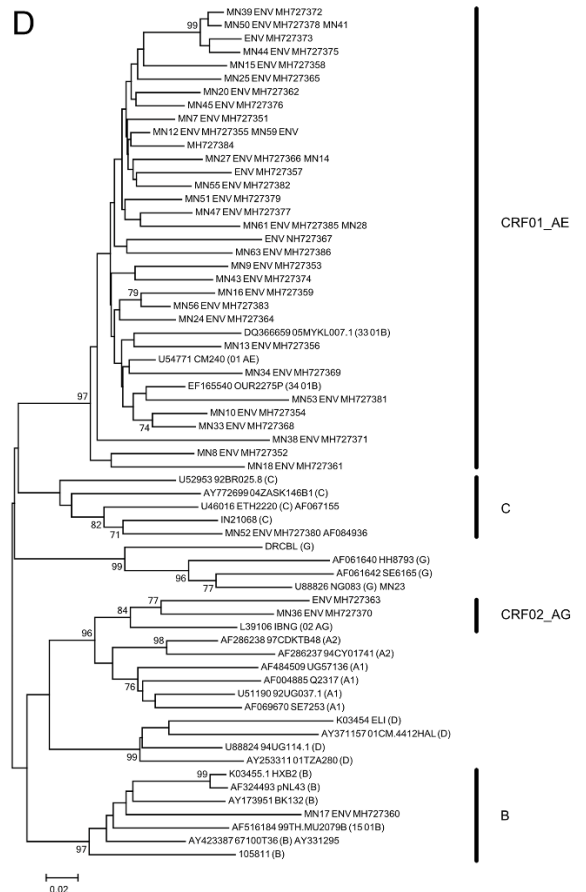 D
MN39 ENV MH727372
99
MN50 ENV MH727378 MN41
ENV MH727373
MN44 ENV MH727375
MN15 ENV MH727358
MN25 ENV MH727365
MN20 ENV MH727362
MN45 ENV MH727376
MN7 ENV MH727351
MN12 ENV MH727355 MN59 ENV
MH727384
MN27 ENV MH727366 MN14
ENV MH727357
MN55 ENV MH727382
MN51 ENV MH727379
MN47 ENV MH727377
MN61 ENV MH727385 MN28
CRF01_AE
ENV NH727367
MN63 ENV MH727386
MN9 ENV MH727353
MN43 ENV MH727374
79
MN16 ENV MH727359
MN56 ENV MH727383
MN24 ENV MH727364
DQ366659 05MYKL007.1 (33 01B)
MN13 ENV MH727356
U54771 CM240 (01 AE)
MN34 ENV MH727369
EF165540 OUR2275P (34 01B)
MN53 ENV MH727381
97
MN10 ENV MH727354
74
MN33 ENV MH727368
MN38 ENV MH727371
MN8 ENV MH727352
MN18 ENV MH727361
U52953 92BR025.8 (C)
AY772699 04ZASK146B1 (C)
U46016 ETH2220 (C) AF067155
C
82
IN21068 (C)
71
MN52 ENV MH727380 AF084936
DRCBL (G)
99
AF061640 HH8793 (G)
96
AF061642 SE6165 (G)
77
U88826 NG083 (G) MN23
77
ENV MH727363
84
MN36 ENV MH727370
CRF02_AG
L39106 IBNG (02 AG)
96
98
AF286238 97CDKTB48 (A2)
AF286237 94CY01741 (A2)
AF484509 UG57136 (A1)
76
AF004885 Q2317 (A1)
U51190 92UG037.1 (A1)
AF069670 SE7253 (A1)
K03454 ELI (D)
AY371157 01CM.4412HAL (D)
U88824 94UG114.1 (D)
99
AY253311 01TZA280 (D)
99
K03455.1 HXB2 (B)
AF324493 pNL43 (B)
AY173951 BK132 (B)
MN17 ENV MH727360
B
AF516184 99TH.MU2079B (15 01B)
AY423387 67100T36 (B) AY331295
97
105811 (B)
0.02